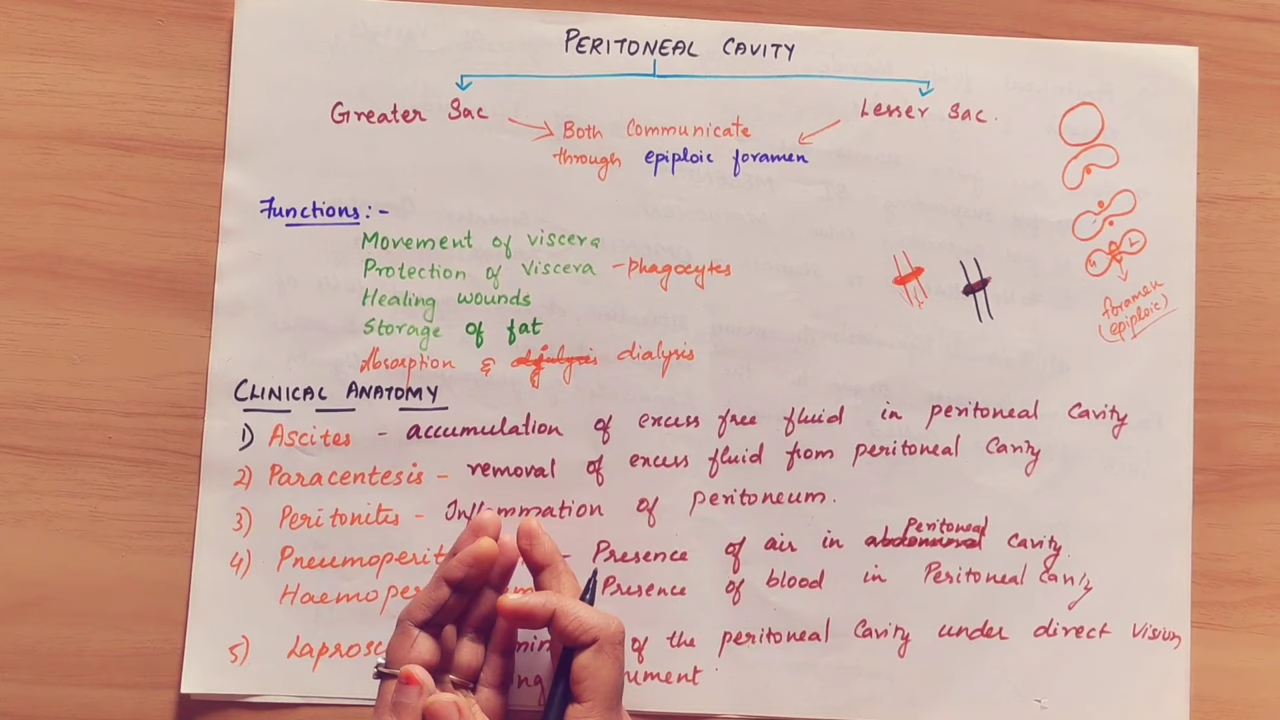 PERITONEAL CAVITY
Greater Sac
Lesser Sac.
Both Communicate
through epiploic foramen
Functions:-
Movement of viscera
Protection of viscera - phagocytes
Healing wounds
Storage of fat
Absorption & dialysis
foramen
(epiploic)
CLINICAL ANATOMY
1) Ascites - accumulation of excess free fluid in peritoneal Cavity
2) Paracentesis - removal of excess fluid from peritoneal Cavity
3) Peritonitis - Inflammation of peritoneum.
Peritoneal
4) Pneumoperit - Presence of air in abdominal Cavity.
Haemope Presence of blood in Peritoneal Cavity
5) Laprosc of the peritoneal Cavity under direct Vision